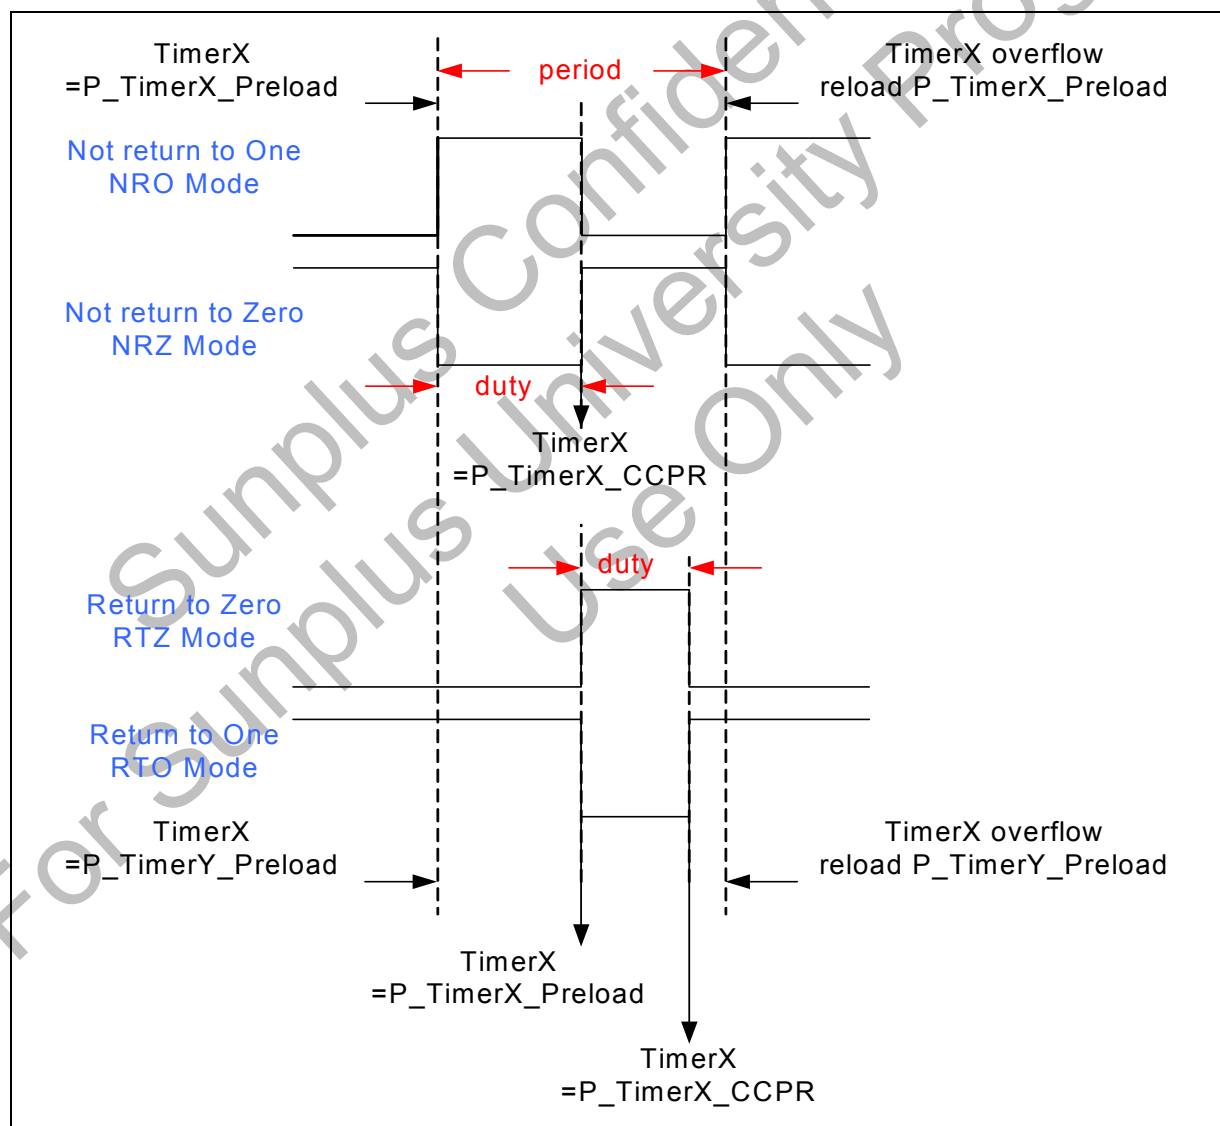 TimerX
=P_TimerX_Preload
period
TimerX overflow
reload P_TimerX_Preload
Not return to One
NRO Mode
Not return to Zero
NRZ Mode
duty
TimerX
=P_TimerX_CCPR
duty
Return to Zero
RTZ Mode
Return to One
RTO Mode
TimerX
=P_TimerY_Preload
TimerX overflow
reload P_TimerY_Preload
TimerX
=P_TimerX_Preload
TimerX
=P_TimerX_CCPR
Sunplus Confiden
For Sunplus University Prog
Use Only